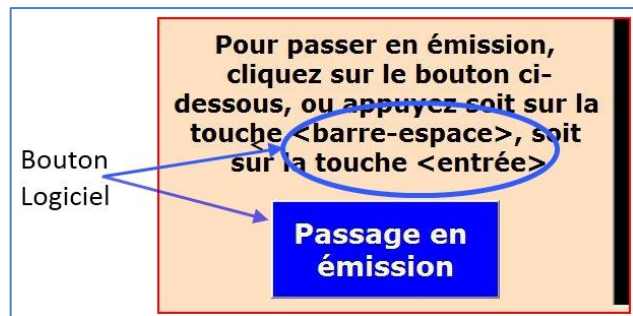 Pour passer en émission,
cliquez sur le bouton ci-
dessous, ou appuyez soit sur la
touche <barre-espace>, soit
sur la touche <entrée>
Bouton
Logiciel
Passage en
émission